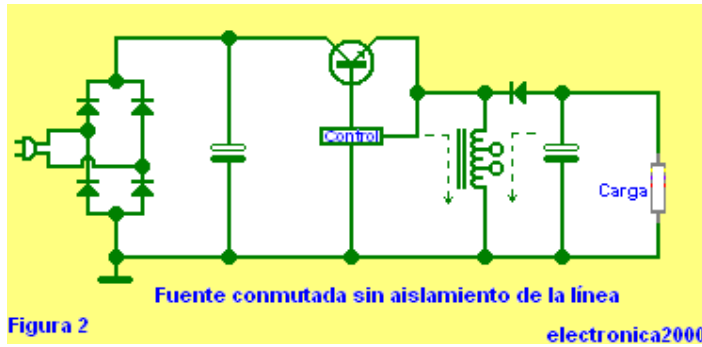 Control
Carga
Fuente conmutada sin aislamiento de la línea
Figura 2
electronica2000